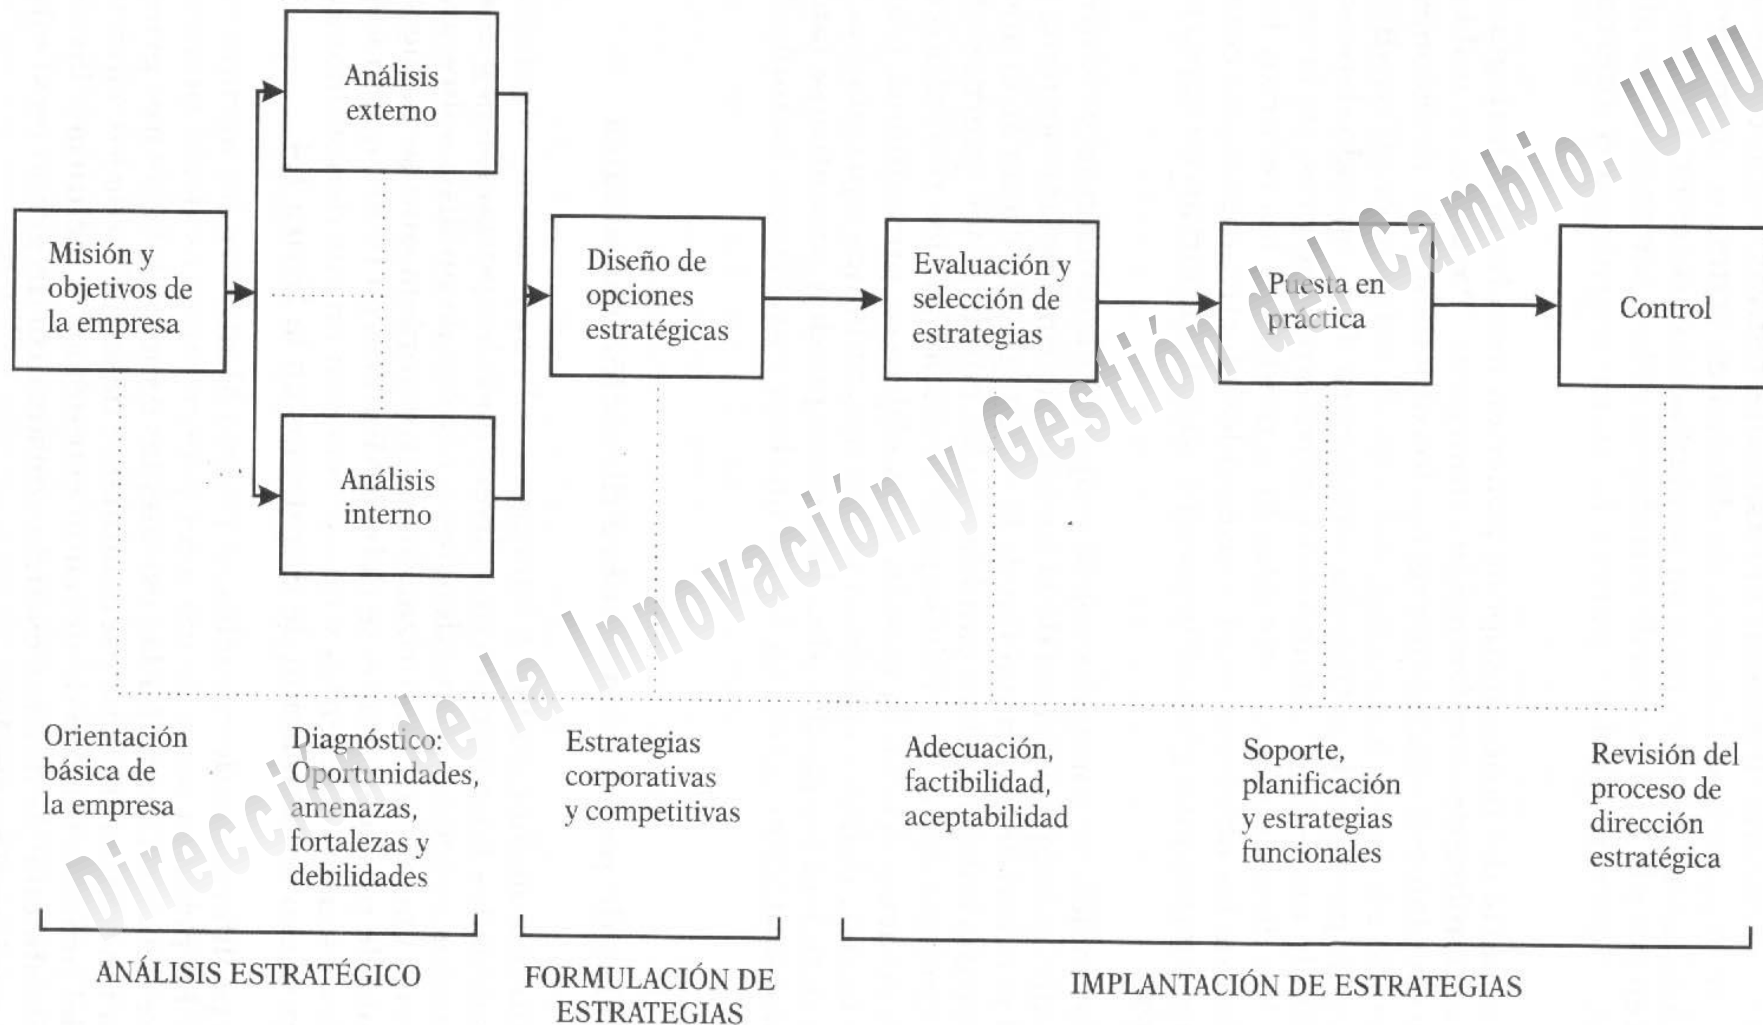 Análisis
externo
Misión y
objetivos de
la empresa
Diseño de
opciones
estratégicas
Evaluación y
selección de
estrategias
Puesta en
práctica
Control
Análisis
interno
Orientación
básica de
la empresa
Diagnóstico:
Oportunidades,
amenazas,
fortalezas y
debilidades
Estrategias
corporativas
y competitivas
Adecuación,
factibilidad,
aceptabilidad
Soporte,
planificación
y estrategias
funcionales
Revisión del
proceso de
dirección
estratégica
ANÁLISIS ESTRATÉGICO
FORMULACIÓN DE
ESTRATEGIAS
IMPLANTACIÓN DE ESTRATEGIAS
Dirección de la Innovación y Gestión del Cambio. UHU